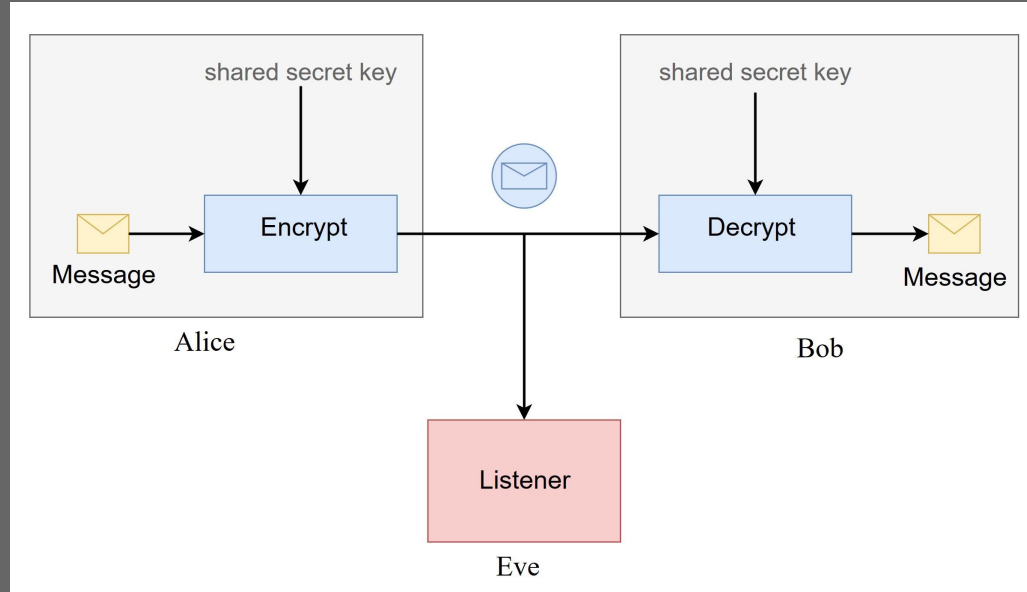 shared secret key
shared secret key
Encrypt
Decrypt
Message
Message
Alice
Bob
Listener
Eve